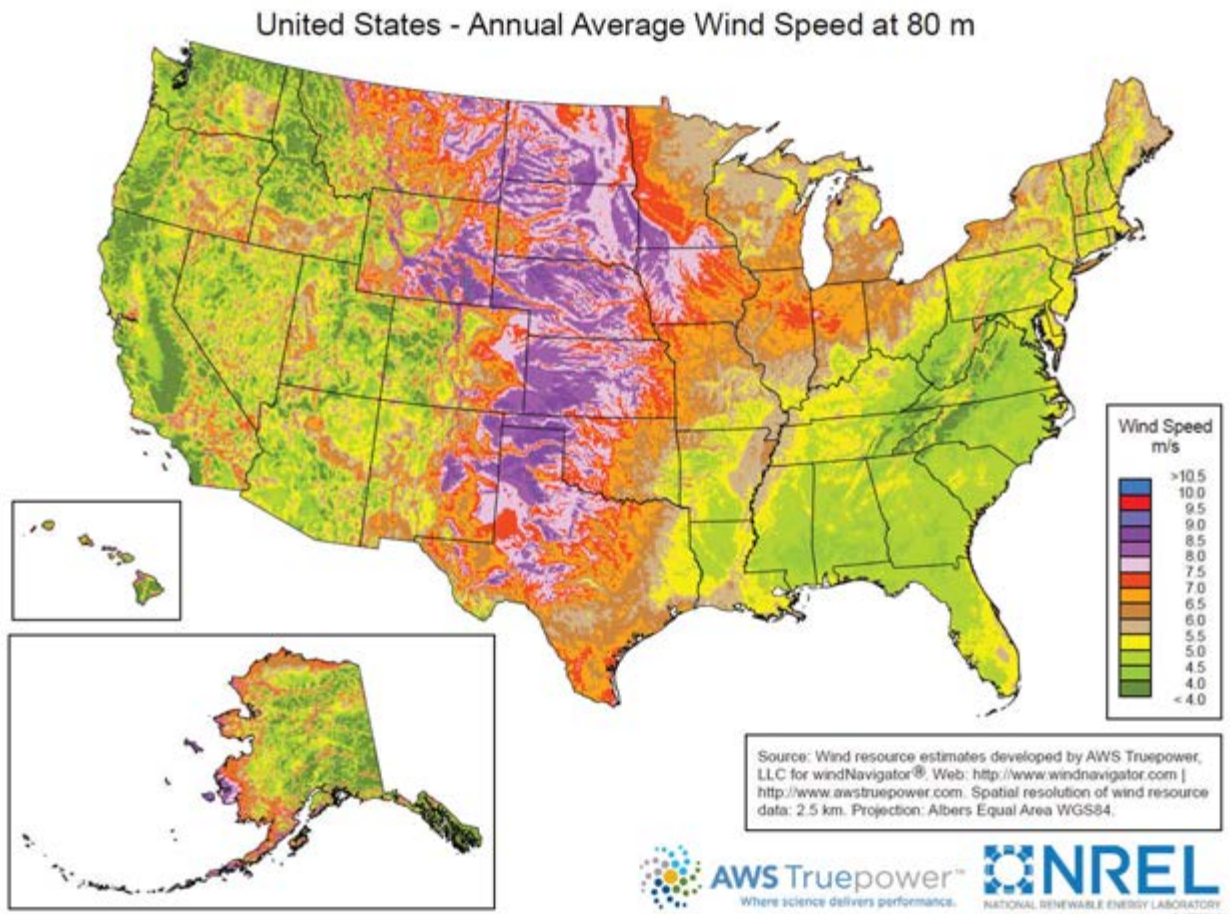 United States - Annual Average Wind Speed at 80 m
Wind Speed
m/s
>10.5
10.0
9.5
9.0
8.5
8.0
7.5
7.0
6.5
6.0
5.5
5.0
4.5
4.0
< 4.0
Source: Wind resource estimates developed by AWS Truepower,
LLC for windNavigator®. Web: http://www.windnavigator.com |
http://www.awstruepower.com. Spatial resolution of wind resource
data: 2.5 km. Projection: Albers Equal Area WGS84.
AWS Truepower™
Where science delivers performance.
NREL
NATIONAL RENEWABLE ENERGY LABORATORY